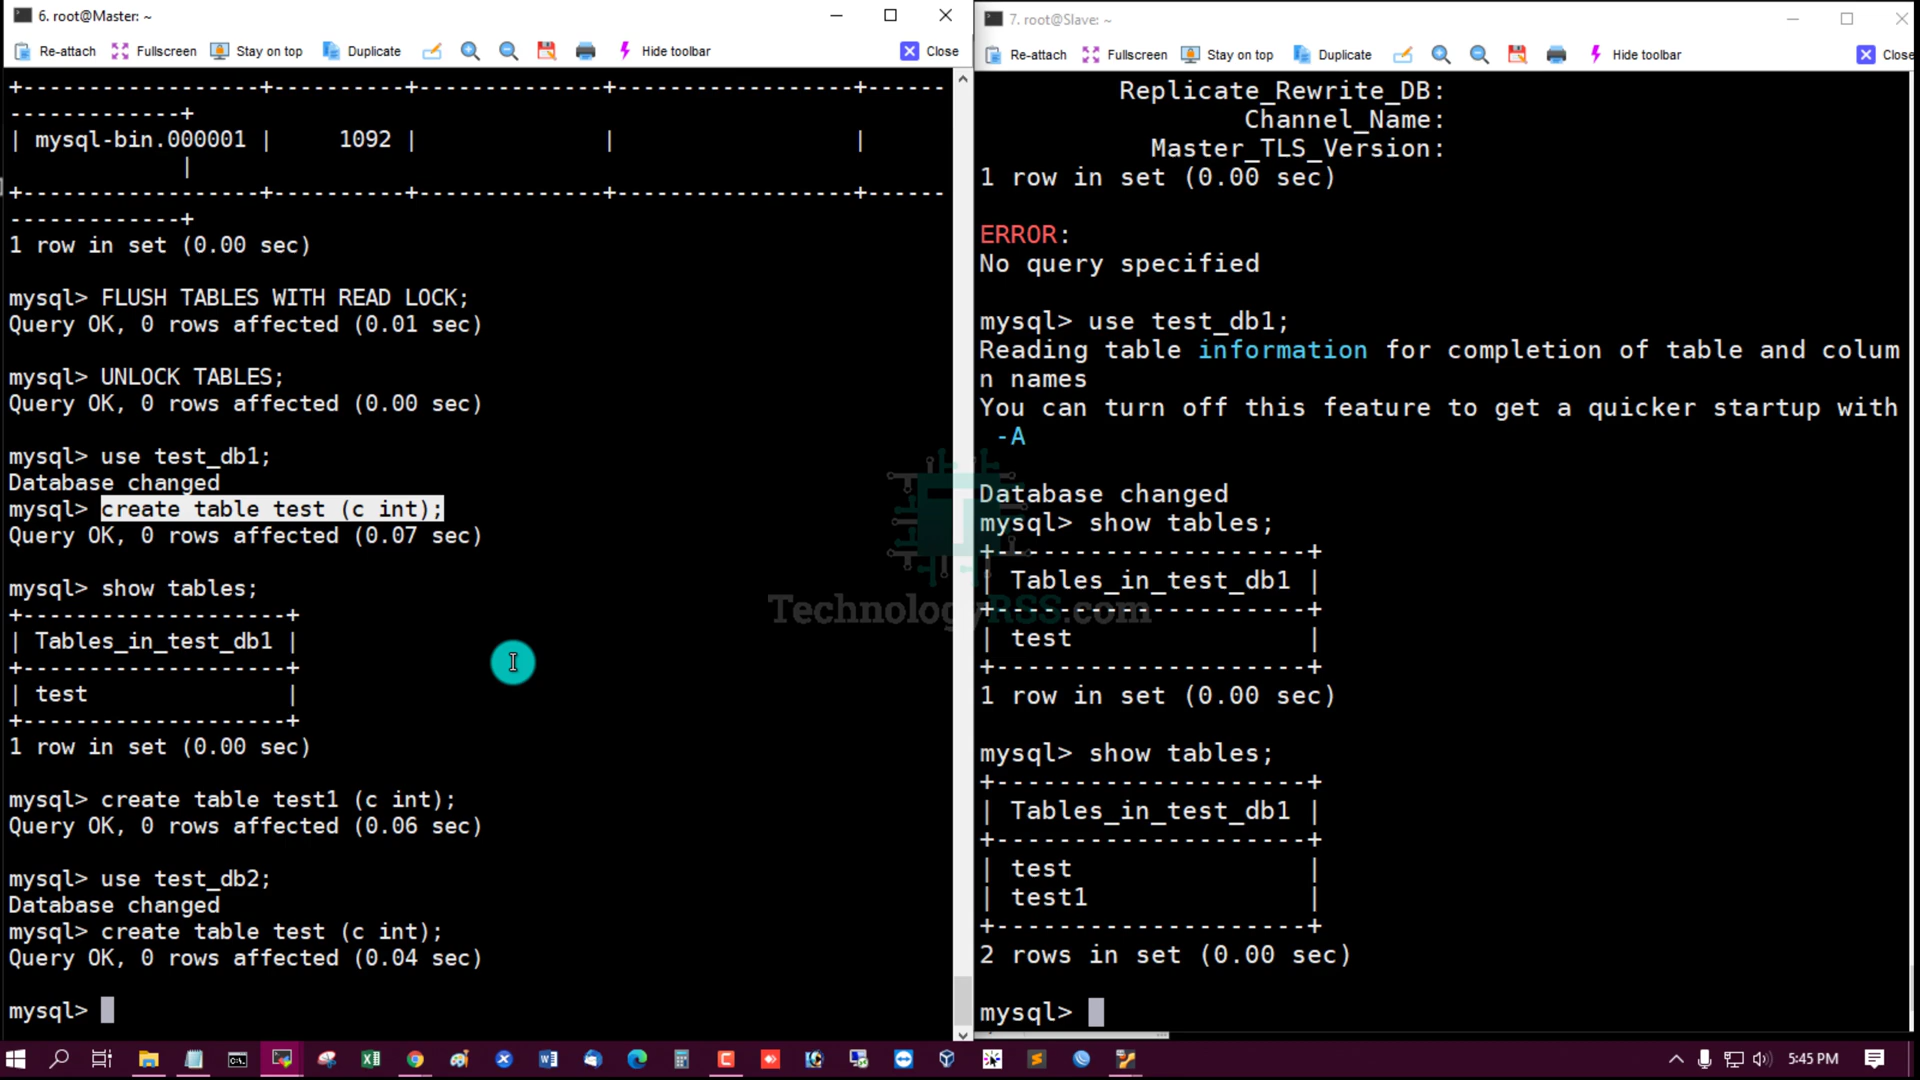 6. root@Master: ~
Re-attach Fullscreen Stay on top Duplicate Hide toolbar Close
+-------------------+----------+--------------+------------------+------
-------------+
| mysql-bin.000001 | 1092 | | |
|
+-------------------+----------+--------------+------------------+------
-------------+
1 row in set (0.00 sec)
mysql> FLUSH TABLES WITH READ LOCK;
Query OK, 0 rows affected (0.01 sec)
mysql> UNLOCK TABLES;
Query OK, 0 rows affected (0.00 sec)
mysql> use test_db1;
Database changed
mysql> create table test (c int);
Query OK, 0 rows affected (0.07 sec)
mysql> show tables;
+--------------------+
| Tables_in_test_db1 |
+--------------------+
| test |
+--------------------+
1 row in set (0.00 sec)
mysql> create table test1 (c int);
Query OK, 0 rows affected (0.06 sec)
mysql> use test_db2;
Database changed
mysql> create table test (c int);
Query OK, 0 rows affected (0.04 sec)
mysql>
7. root@Slave: ~
Re-attach Fullscreen Stay on top Duplicate Hide toolbar Close
Replicate_Rewrite_DB:
Channel_Name:
Master_TLS_Version:
1 row in set (0.00 sec)
ERROR:
No query specified
mysql> use test_db1;
Reading table information for completion of table and colum
n names
You can turn off this feature to get a quicker startup with
-A
Database changed
mysql> show tables;
+--------------------+
| Tables_in_test_db1 |
+--------------------+
| test |
+--------------------+
1 row in set (0.00 sec)
mysql> show tables;
+--------------------+
| Tables_in_test_db1 |
+--------------------+
| test |
| test1 |
+--------------------+
2 rows in set (0.00 sec)
mysql>
TechnologyRSS.com
5:45 PM